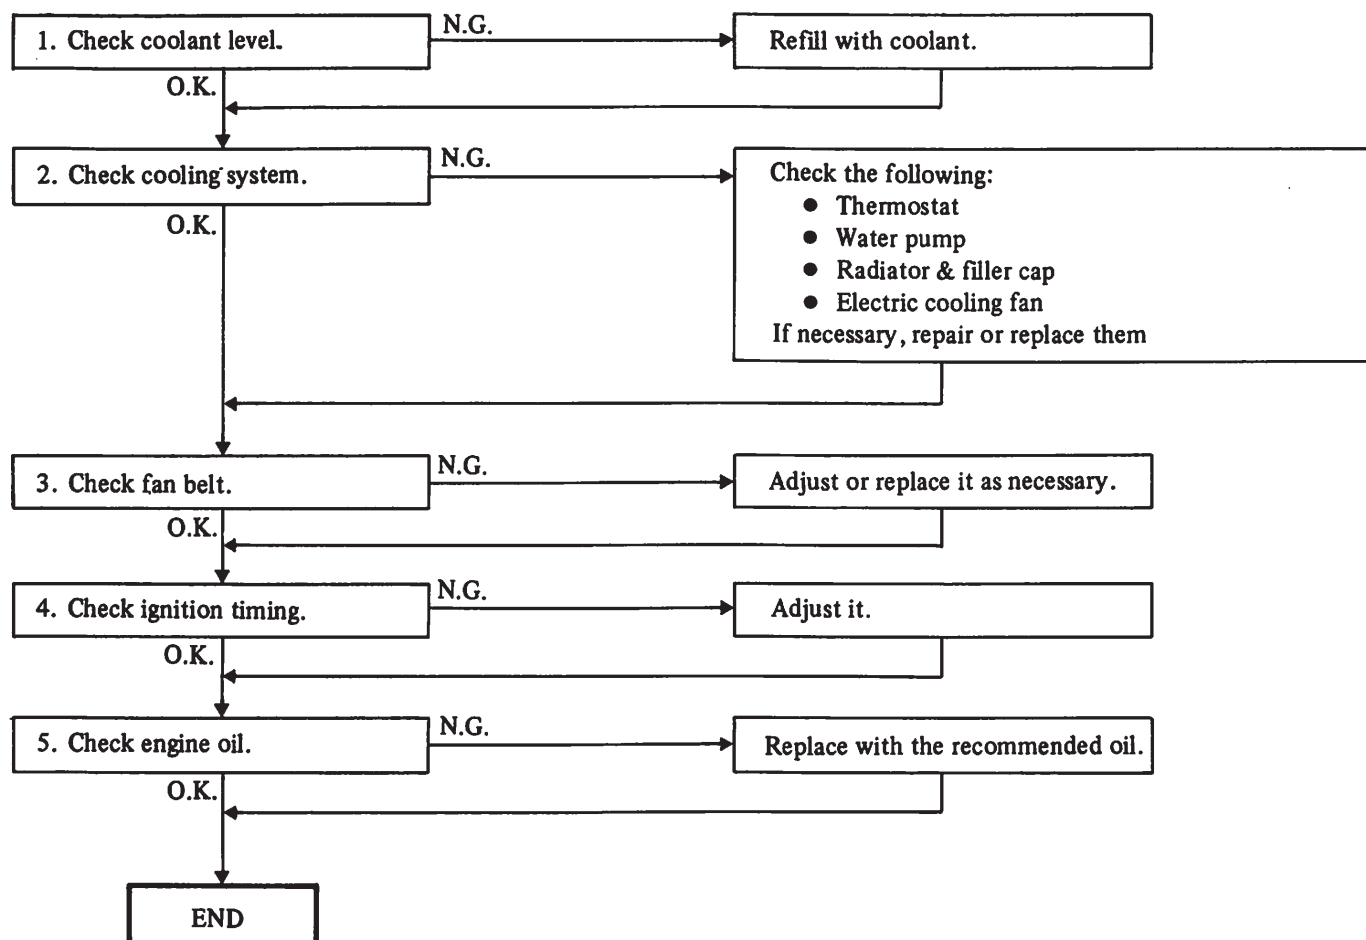 1. Check coolant level.
N.G.
Refill with coolant.
O.K.
2. Check cooling system.
N.G.
Check the following:
● Thermostat
● Water pump
● Radiator & filler cap
● Electric cooling fan
If necessary, repair or replace them
O.K.
3. Check fan belt.
N.G.
Adjust or replace it as necessary.
O.K.
4. Check ignition timing.
N.G.
Adjust it.
O.K.
5. Check engine oil.
N.G.
Replace with the recommended oil.
O.K.
END